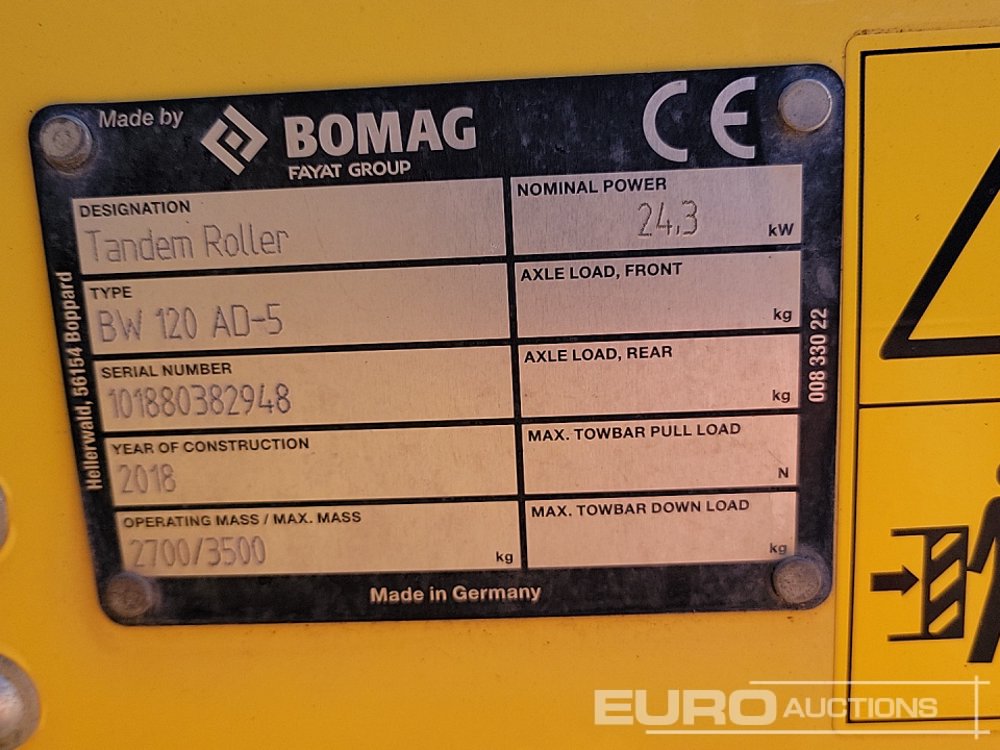 Made by
BOMAG
FAYAT GROUP
CE
DESIGNATION
Tandem Roller
TYPE
BW 120 AD-5
SERIAL NUMBER
101880382948
YEAR OF CONSTRUCTION
2018
OPERATING MASS / MAX. MASS
2700/3500 kg
NOMINAL POWER
24,3 kW
AXLE LOAD, FRONT
kg
AXLE LOAD, REAR
kg
MAX. TOWBAR PULL LOAD
N
MAX. TOWBAR DOWN LOAD
kg
Hellerwald, 56154 Boppard
008 330 22
Made in Germany
EURO AUCTIONS